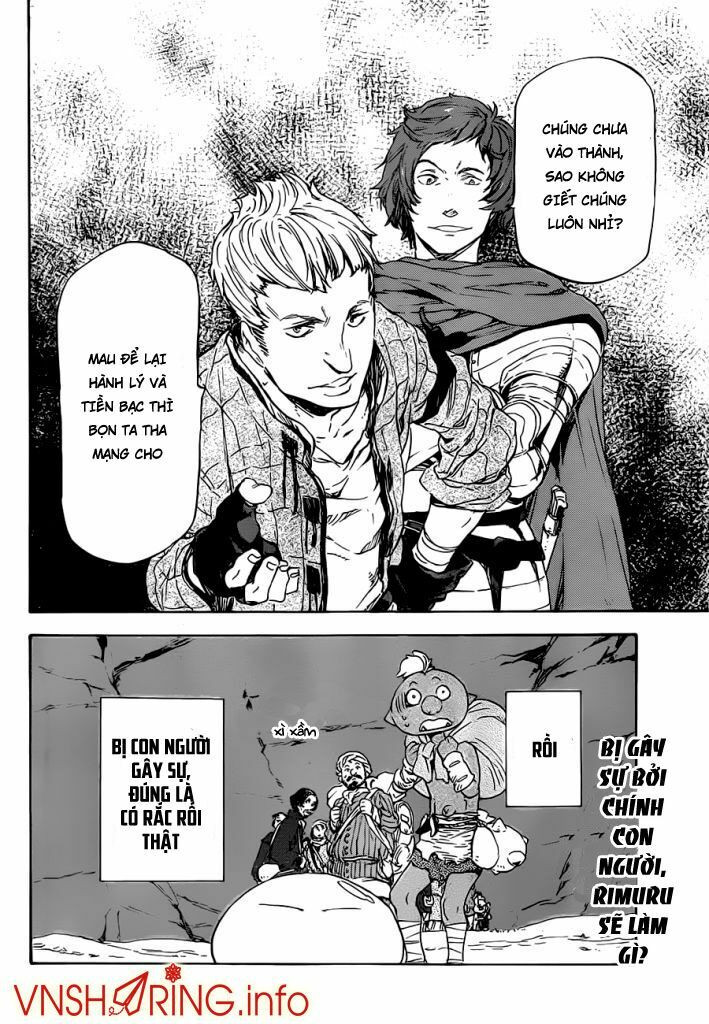 CHÚNG CHƯA
VÀO THÀNH,
SAO KHÔNG
GIẾT CHÚNG
LUÔN NHỈ?
MAU ĐỂ LẠI
HÀNH LÝ VÀ
TIỀN BẠC THÌ
BỌN TA THA
MẠNG CHO
RỒI
xì xầm
BỊ CON NGƯỜI
GÂY SỰ,
ĐÚNG LÀ
CÓ RẮC RỐI
THẬT
BỊ GÂY
SỰ BỞI
CHÍNH
CON
NGƯỜI,
RIMURU
SẼ LÀM
GÌ?
VNSHARING.info